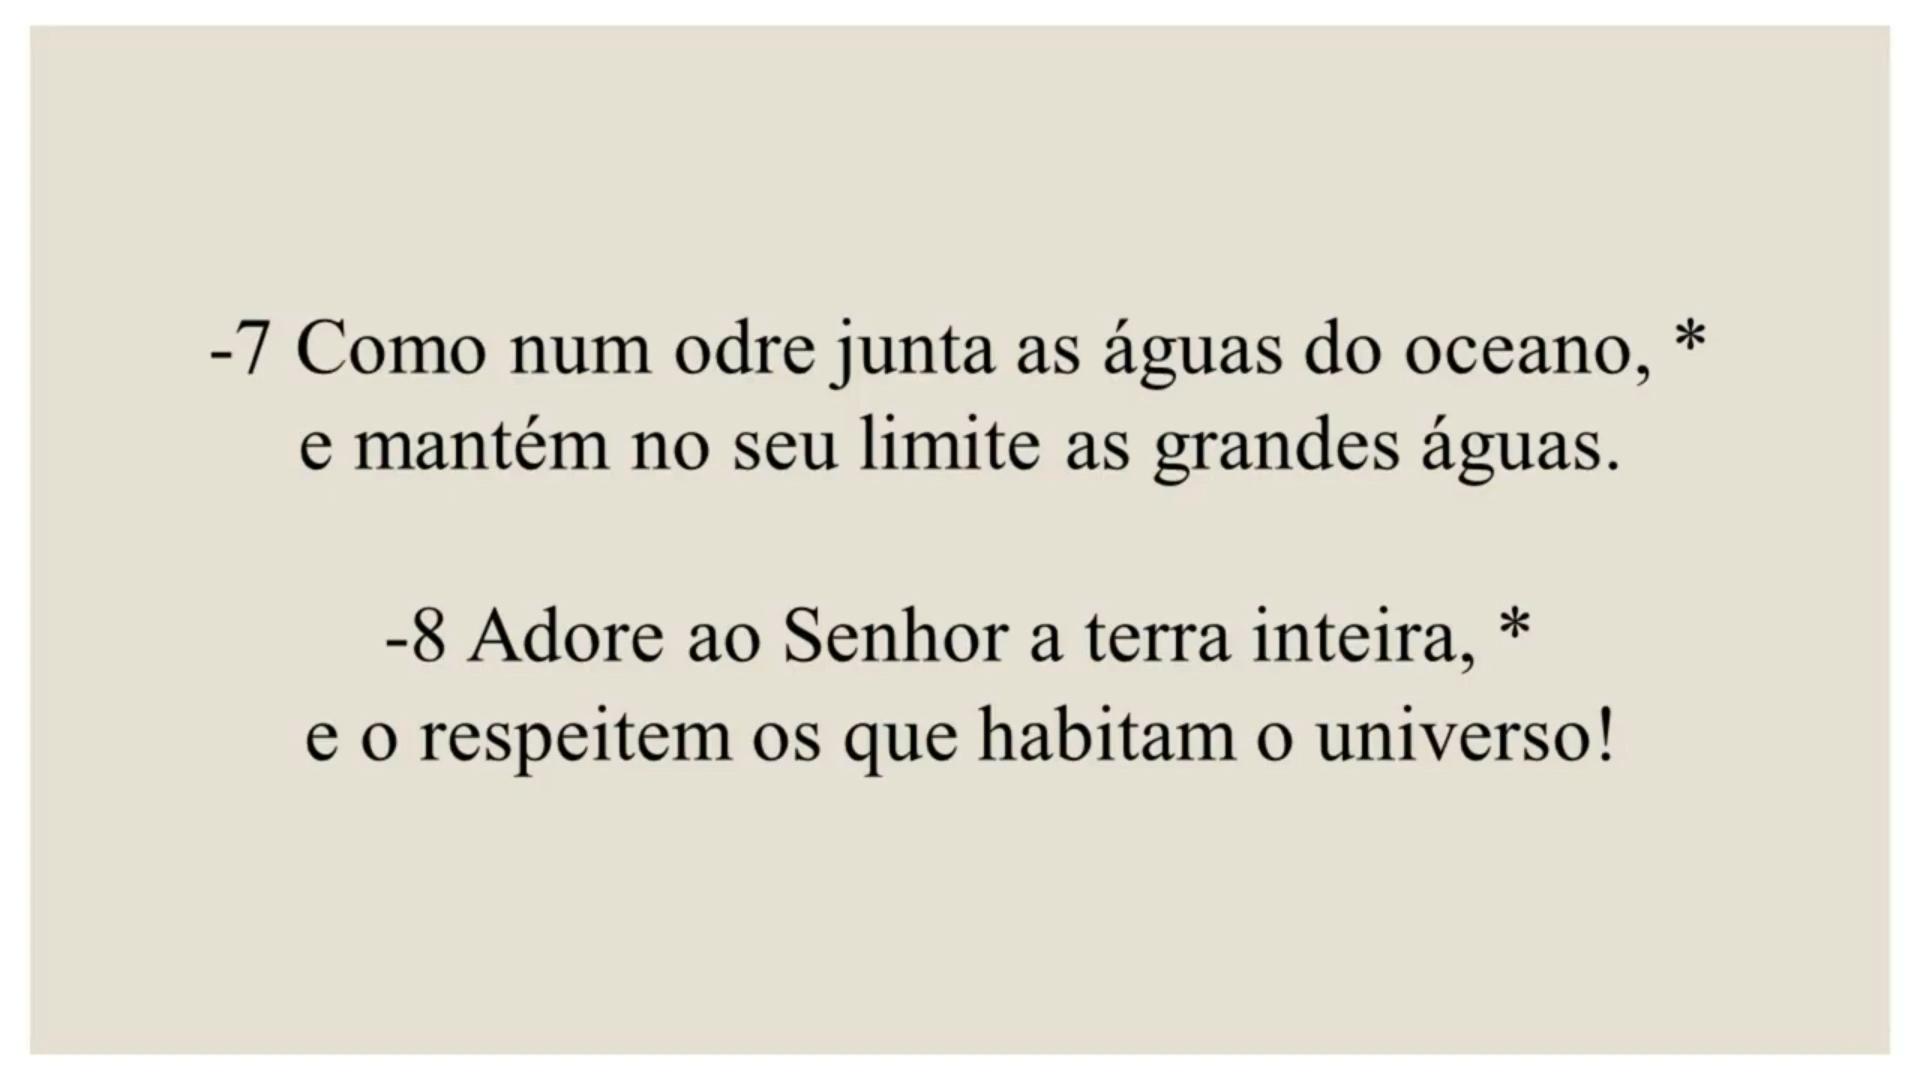 -7 Como num odre junta as águas do oceano, *
e mantém no seu limite as grandes águas.
-8 Adore ao Senhor a terra inteira, *
e o respeitem os que habitam o universo!